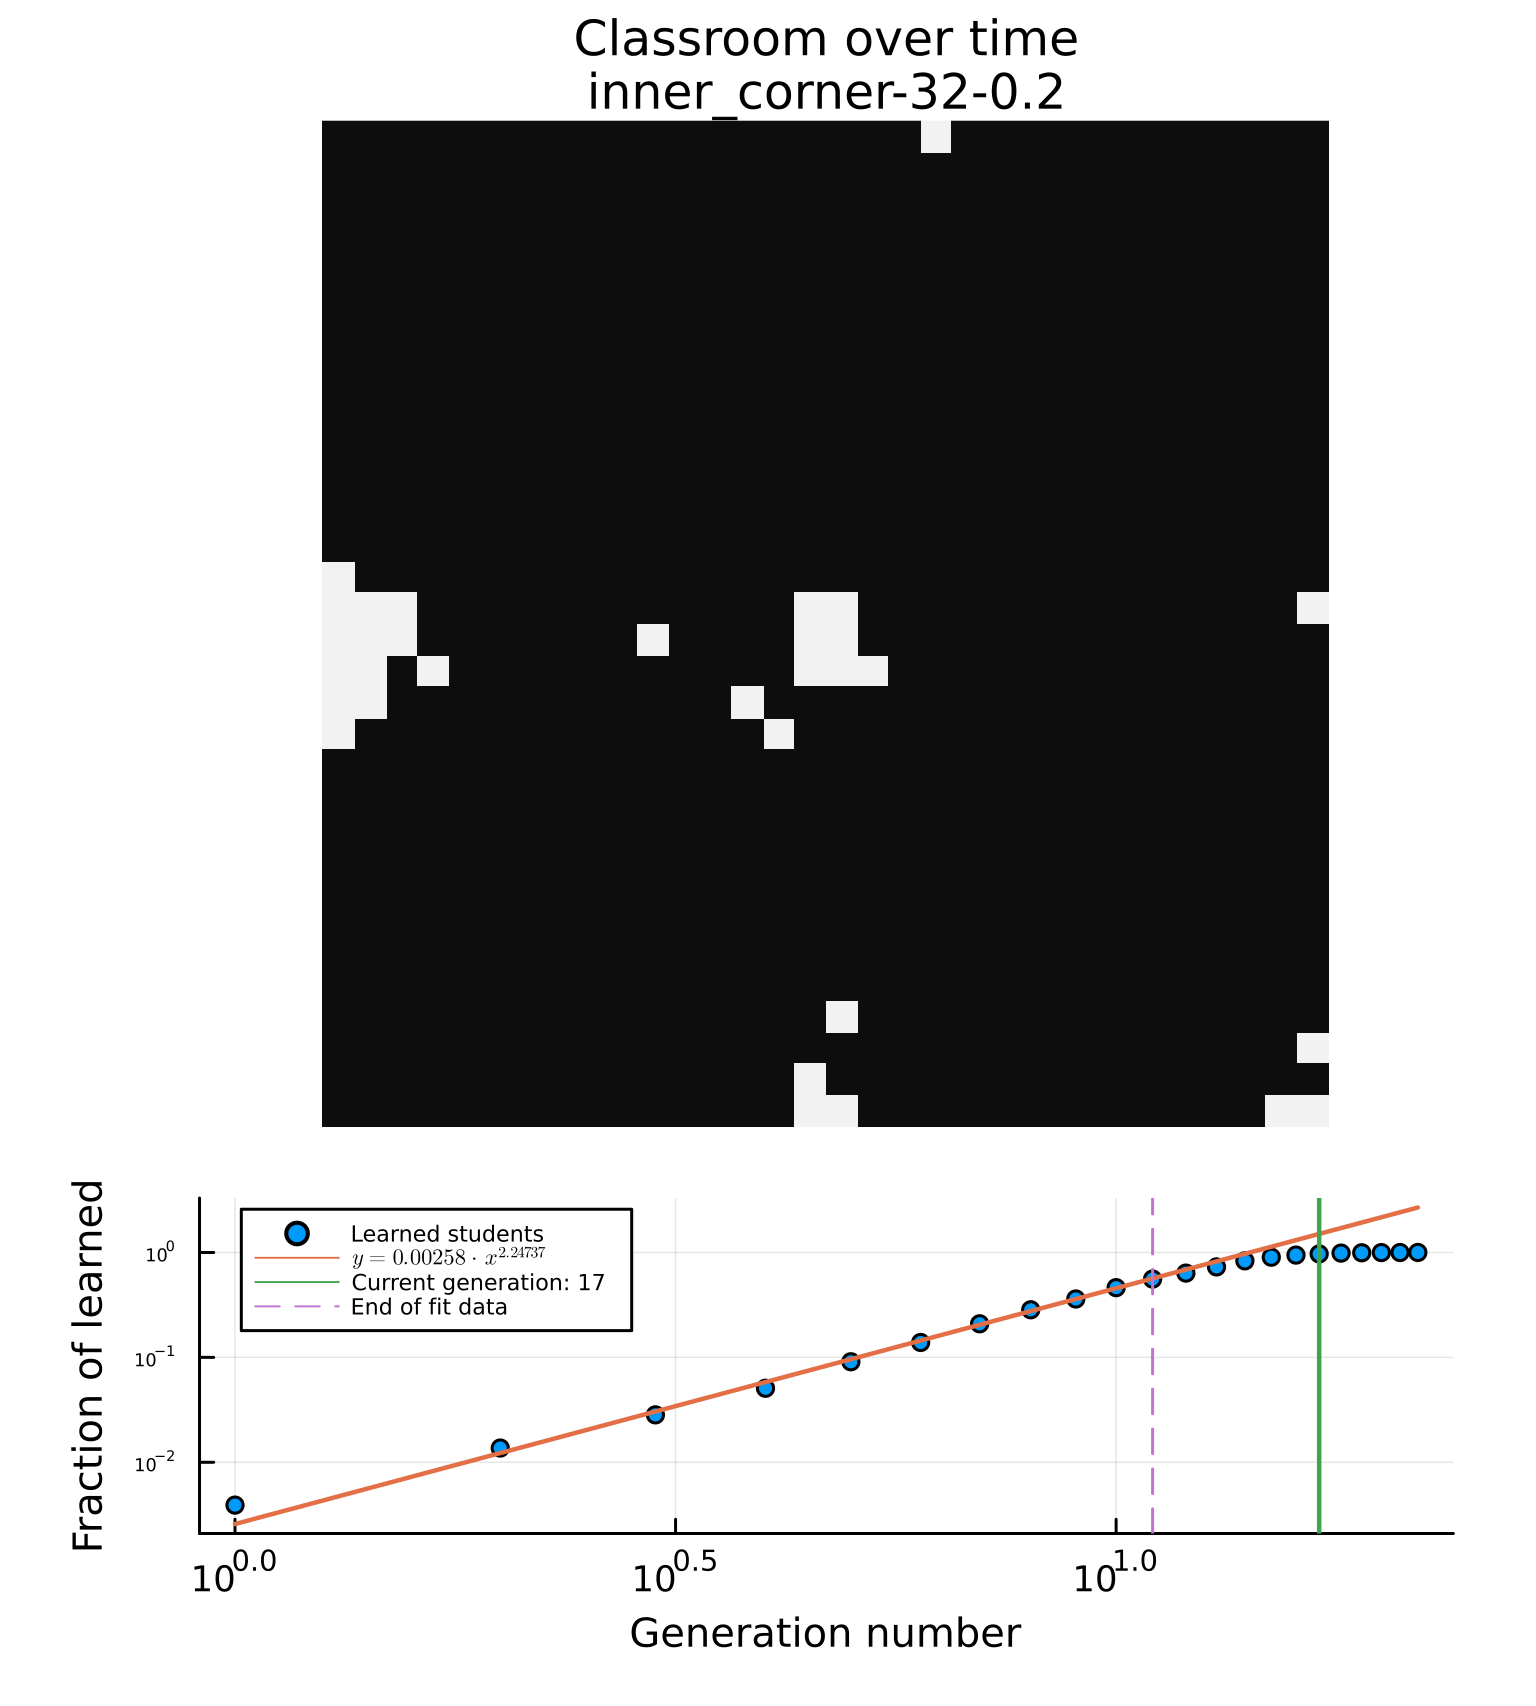 Classroom over time
inner_corner-32-0.2
Fraction of learned
10^0
10^-1
10^-2
Learned students
y = 0.00258 · x^2.24737
Current generation: 17
End of fit data
10^0.0
10^0.5
10^1.0
Generation number